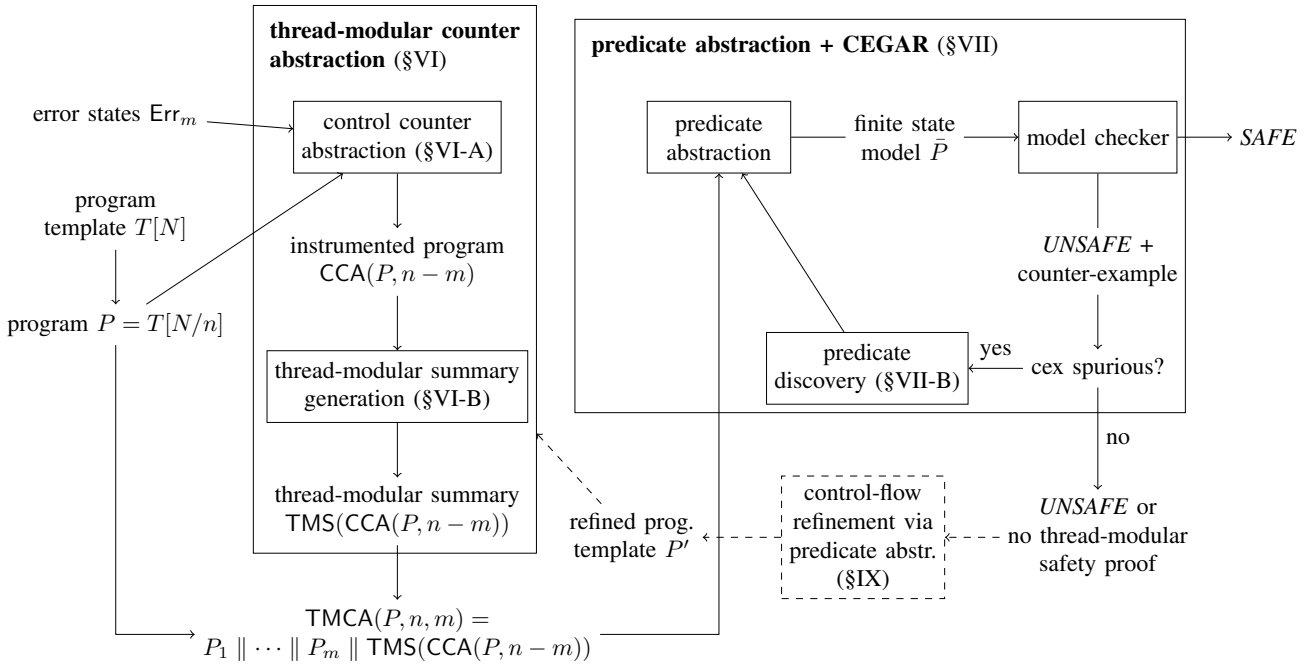 thread-modular counter
abstraction (§VI)
error states Err_m
control counter
abstraction (§VI-A)
program
template T[N]
instrumented program
CCA(P, n − m)
program P = T[N/n]
thread-modular summary
generation (§VI-B)
thread-modular summary
TMS(CCA(P, n − m))
TMCA(P, n, m) =
P_1 ∥ ⋯ ∥ P_m ∥ TMS(CCA(P, n − m))
predicate abstraction + CEGAR (§VII)
predicate
abstraction
finite state
model P̄
model checker
SAFE
UNSAFE +
counter-example
predicate
discovery (§VII-B)
yes
cex spurious?
no
control-flow
refinement via
predicate abstr.
(§IX)
refined prog.
template P′
UNSAFE or
no thread-modular
safety proof